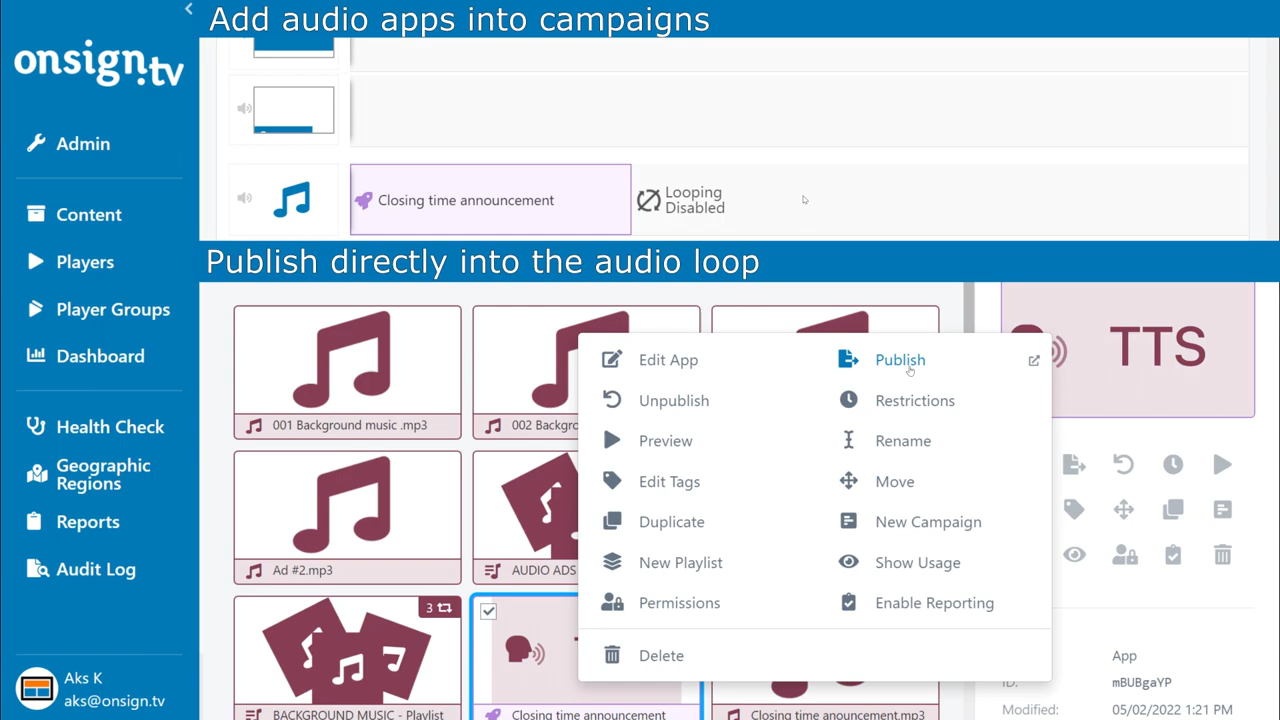 onsign.tv
Admin
Content
Players
Player Groups
Dashboard
Health Check
Geographic
Regions
Reports
Audit Log
Aks K
aks@onsign.tv
Add audio apps into campaigns
Closing time announcement
Looping
Disabled
Publish directly into the audio loop
001 Background music .mp3
002 Backgro
Ad #2.mp3
AUDIO ADS
3
BACKGROUND MUSIC - Playlist
Closing time announcement
Closing time anouncement.mp3
Edit App
Publish
Unpublish
Restrictions
Preview
Rename
Edit Tags
Move
Duplicate
New Campaign
New Playlist
Show Usage
Permissions
Enable Reporting
Delete
TTS
App
ID:
mBUBgaYP
Modified:
05/02/2022 1:21 PM